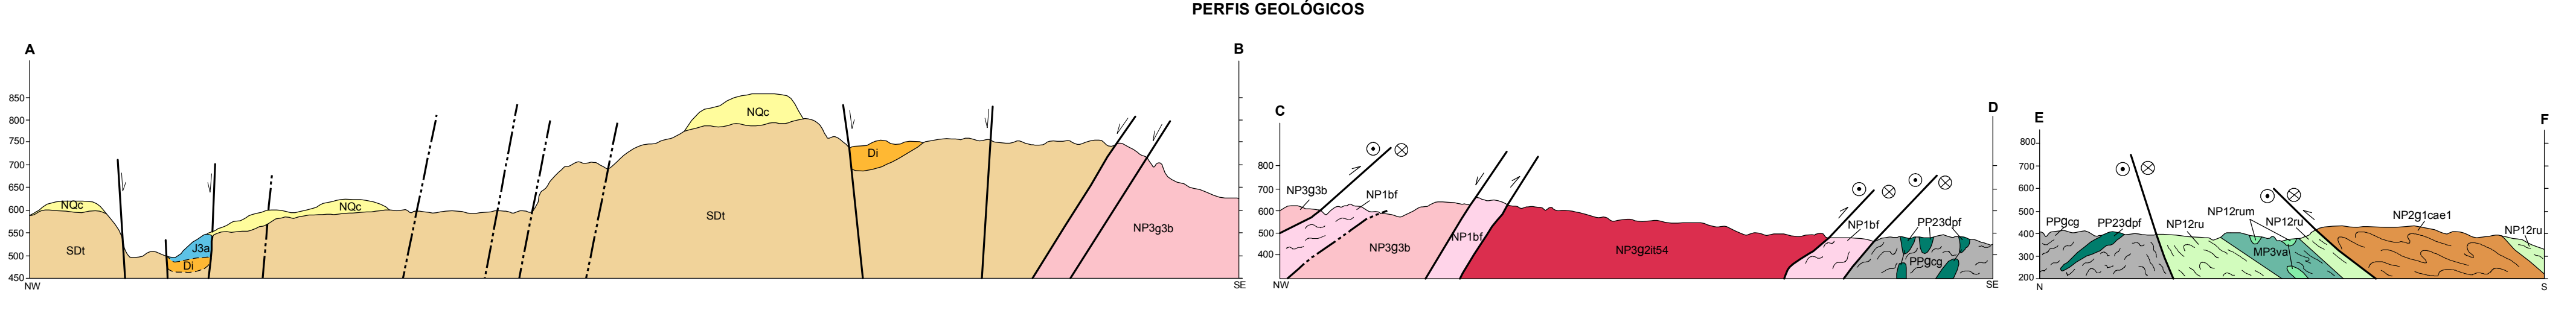 PERFIS GEOLÓGICOS
A
B
850
800
750
700
650
600
550
500
450
NW
SE
NQc
SDt
J3a
Di
NQc
SDt
NQc
Di
NP3g3b
C
D
800
700
600
500
400
NW
SE
NP3g3b
NP1bf
NP3g3b
NP1bf
NP3g2it54
NP1bf
PP23dpf
PPgcg
E
F
800
700
600
500
400
300
200
N
S
PPgcg
PP23dpf
NP12ru
NP12rum
NP12ru
MP3va
NP2g1cae1
NP12ru